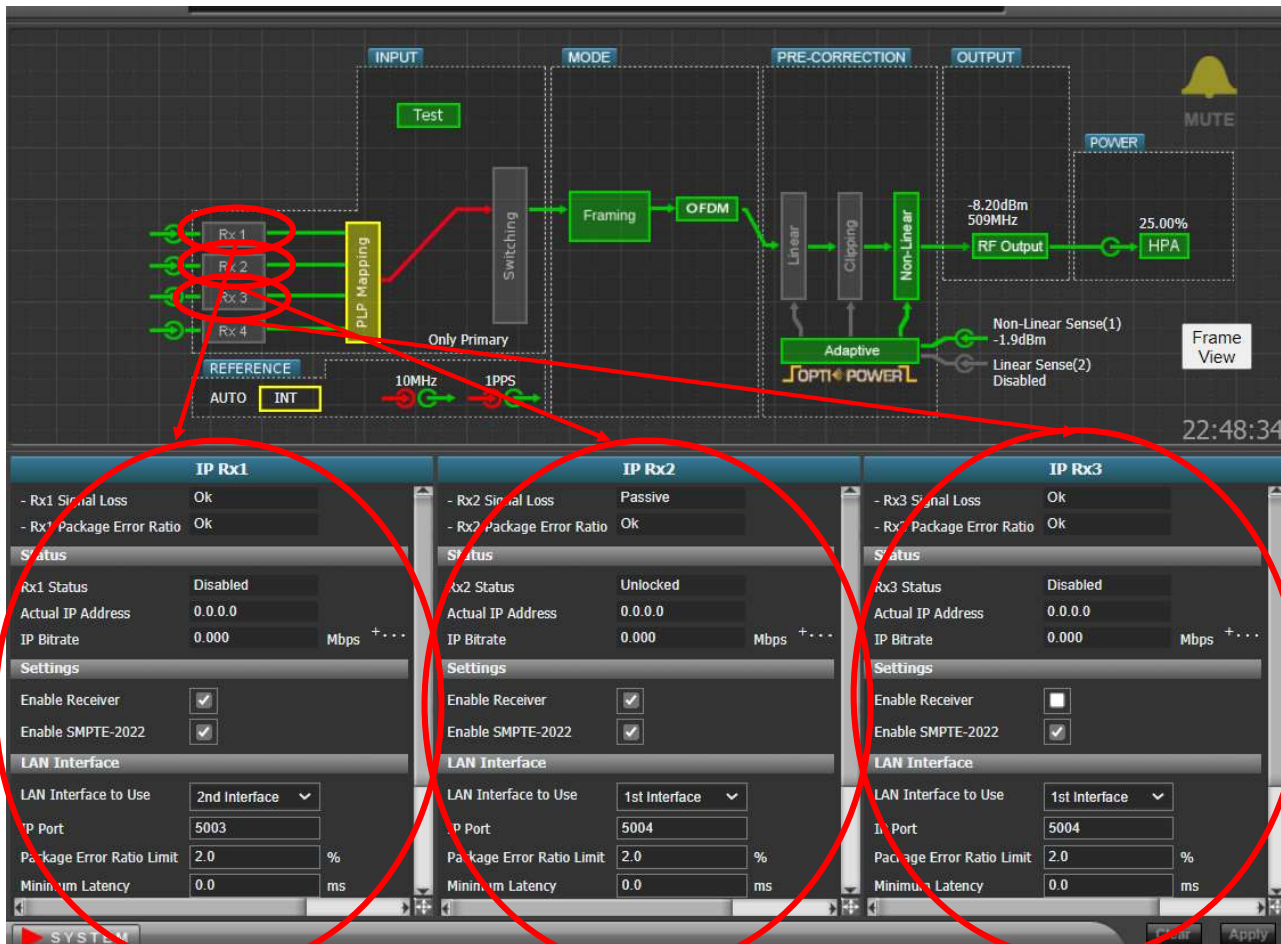 INPUT
MODE
PRE-CORRECTION
OUTPUT
Test
MUTE
POWER
Rx 1
Rx 2
Rx 3
Rx 4
PLP Mapping
Switching
Only Primary
Framing
OFDM
Linear
Clipping
Non-Linear
-8.20dBm
509MHz
RF Output
25.00%
HPA
Adaptive
OPTI POWER
Non-Linear Sense(1)
-1.9dBm
Linear Sense(2)
Disabled
Frame
View
REFERENCE
AUTO INT
10MHz 1PPS
22:48:34
IP Rx1
- Rx1 Signal Loss Ok
- Rx1 Package Error Ratio Ok
Status
Rx1 Status Disabled
Actual IP Address 0.0.0.0
IP Bitrate 0.000 Mbps +...
Settings
Enable Receiver
Enable SMPTE-2022
LAN Interface
LAN Interface to Use 2nd Interface
IP Port 5003
Package Error Ratio Limit 2.0 %
Minimum Latency 0.0 ms
IP Rx2
- Rx2 Signal Loss Passive
- Rx2 Package Error Ratio Ok
Status
Rx2 Status Unlocked
Actual IP Address 0.0.0.0
IP Bitrate 0.000 Mbps +...
Settings
Enable Receiver
Enable SMPTE-2022
LAN Interface
LAN Interface to Use 1st Interface
IP Port 5004
Package Error Ratio Limit 2.0 %
Minimum Latency 0.0 ms
IP Rx3
- Rx3 Signal Loss Ok
- Rx3 Package Error Ratio Ok
Status
Rx3 Status Disabled
Actual IP Address 0.0.0.0
IP Bitrate 0.000 Mbps +...
Settings
Enable Receiver
Enable SMPTE-2022
LAN Interface
LAN Interface to Use 1st Interface
IP Port 5004
Package Error Ratio Limit 2.0 %
Minimum Latency 0.0 ms
SYSTEM
Clear Apply